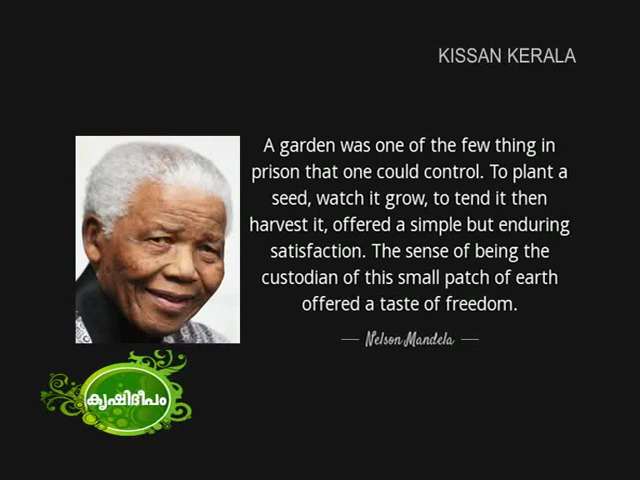 KISSAN KERALA
A garden was one of the few thing in
prison that one could control. To plant a
seed, watch it grow, to tend it then
harvest it, offered a simple but enduring
satisfaction. The sense of being the
custodian of this small patch of earth
offered a taste of freedom.
Nelson Mandela
കൃഷിദീപം